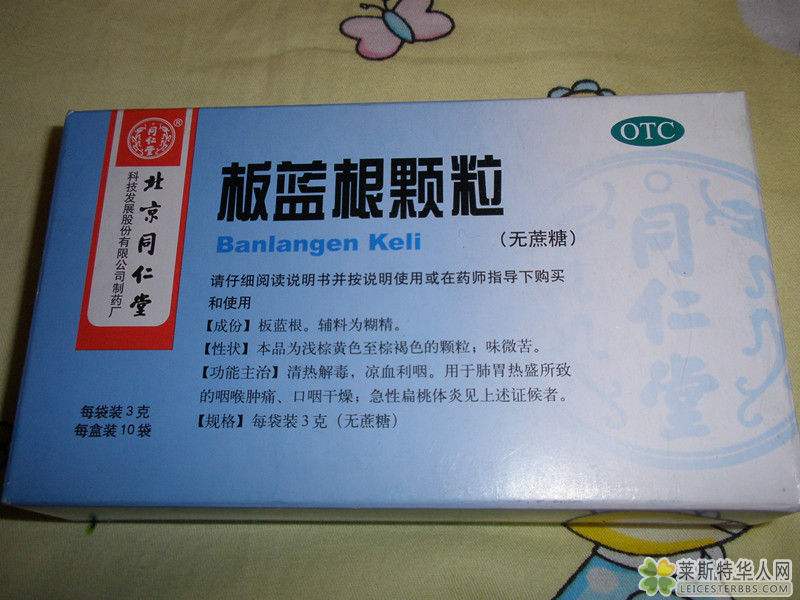 同仁堂
®
北京同仁堂
科技发展股份有限公司制药厂
OTC
板蓝根颗粒
Banlangen Keli
(无蔗糖)
请仔细阅读说明书并按说明使用或在药师指导下购买
和使用
【成份】板蓝根。辅料为糊精。
【性状】本品为浅棕黄色至棕褐色的颗粒；味微苦。
【功能主治】清热解毒，凉血利咽。用于肺胃热盛所致
的咽喉肿痛、口咽干燥；急性扁桃体炎见上述证候者。
【规格】每袋装3克（无蔗糖）
每袋装3克
每盒装10袋
同仁堂
莱斯特华人网
LEICESTERBBS.COM